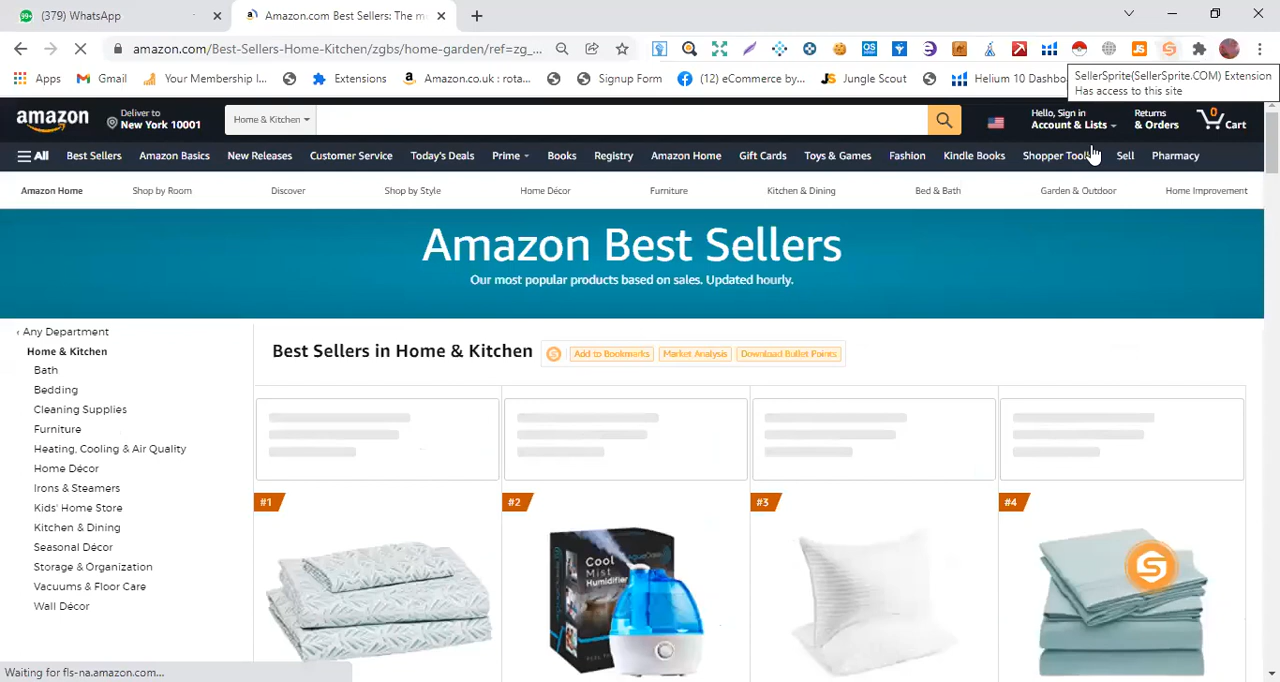 99+ (379) WhatsApp
Amazon.com Best Sellers: The m
amazon.com/Best-Sellers-Home-Kitchen/zgbs/home-garden/ref=zg_...
Apps Gmail Your Membership I... Extensions Amazon.co.uk : rota... Signup Form (12) eCommerce by... Jungle Scout Helium 10 Dashbo
SellerSprite(SellerSprite.COM) Extension
Has access to this site
amazon
Deliver to
New York 10001
Home & Kitchen
Hello, Sign in
Account & Lists
Returns
& Orders
0
Cart
All Best Sellers Amazon Basics New Releases Customer Service Today's Deals Prime Books Registry Amazon Home Gift Cards Toys & Games Fashion Kindle Books Shopper Tool Sell Pharmacy
Amazon Home Shop by Room Discover Shop by Style Home Décor Furniture Kitchen & Dining Bed & Bath Garden & Outdoor Home Improvement
Amazon Best Sellers
Our most popular products based on sales. Updated hourly.
‹ Any Department
Home & Kitchen
Bath
Bedding
Cleaning Supplies
Furniture
Heating, Cooling & Air Quality
Home Décor
Irons & Steamers
Kids' Home Store
Kitchen & Dining
Seasonal Décor
Storage & Organization
Vacuums & Floor Care
Wall Décor
Best Sellers in Home & Kitchen
Add to Bookmarks Market Analysis Download Bullet Points
#1 #2 #3 #4
Cool
Mist
Humidifier
Waiting for fls-na.amazon.com...